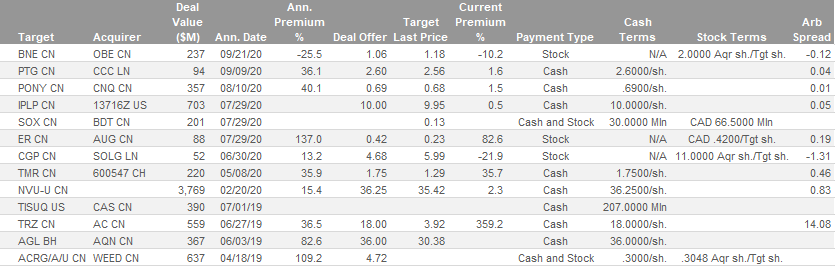 Deal Ann. Target Current
Value Premium Last Price Premium Cash Arb
Target Acquirer ($M) Ann. Date % Deal Offer % Payment Type Terms Stock Terms Spread
BNE CN OBE CN 237 09/21/20 -25.5 1.06 1.18 -10.2 Stock N/A 2.0000 Aqr sh./Tgt sh. -0.12
PTG CN CCC LN 94 09/09/20 36.1 2.60 2.56 1.6 Cash 2.6000/sh. 0.04
PONY CN CNQ CN 357 08/10/20 40.1 0.69 0.68 1.5 Cash .6900/sh. 0.01
IPLP CN 13716Z US 703 07/29/20 10.00 9.95 0.5 Cash 10.0000/sh. 0.05
SOX CN BDT CN 201 07/29/20 0.13 Cash and Stock 30.0000 Mln CAD 66.5000 Mln
ER CN AUG CN 88 07/29/20 137.0 0.42 0.23 82.6 Stock N/A CAD .4200/Tgt sh. 0.19
CGP CN SOLG LN 52 06/30/20 13.2 4.68 5.99 -21.9 Stock N/A 11.0000 Aqr sh./Tgt sh. -1.31
TMR CN 600547 CH 220 05/08/20 35.9 1.75 1.29 35.7 Cash 1.7500/sh. 0.46
NVU-U CN 3,769 02/20/20 15.4 36.25 35.42 2.3 Cash 36.2500/sh. 0.83
TISUQ US CAS CN 390 07/01/19 Cash 207.0000 Mln
TRZ CN AC CN 559 06/27/19 36.5 18.00 3.92 359.2 Cash 18.0000/sh. 14.08
AGL BH AQN CN 367 06/03/19 82.6 36.00 30.38 Cash 36.0000/sh.
ACRG/A/U CN WEED CN 637 04/18/19 109.2 4.72 Cash and Stock .3000/sh. .3048 Aqr sh./Tgt sh.